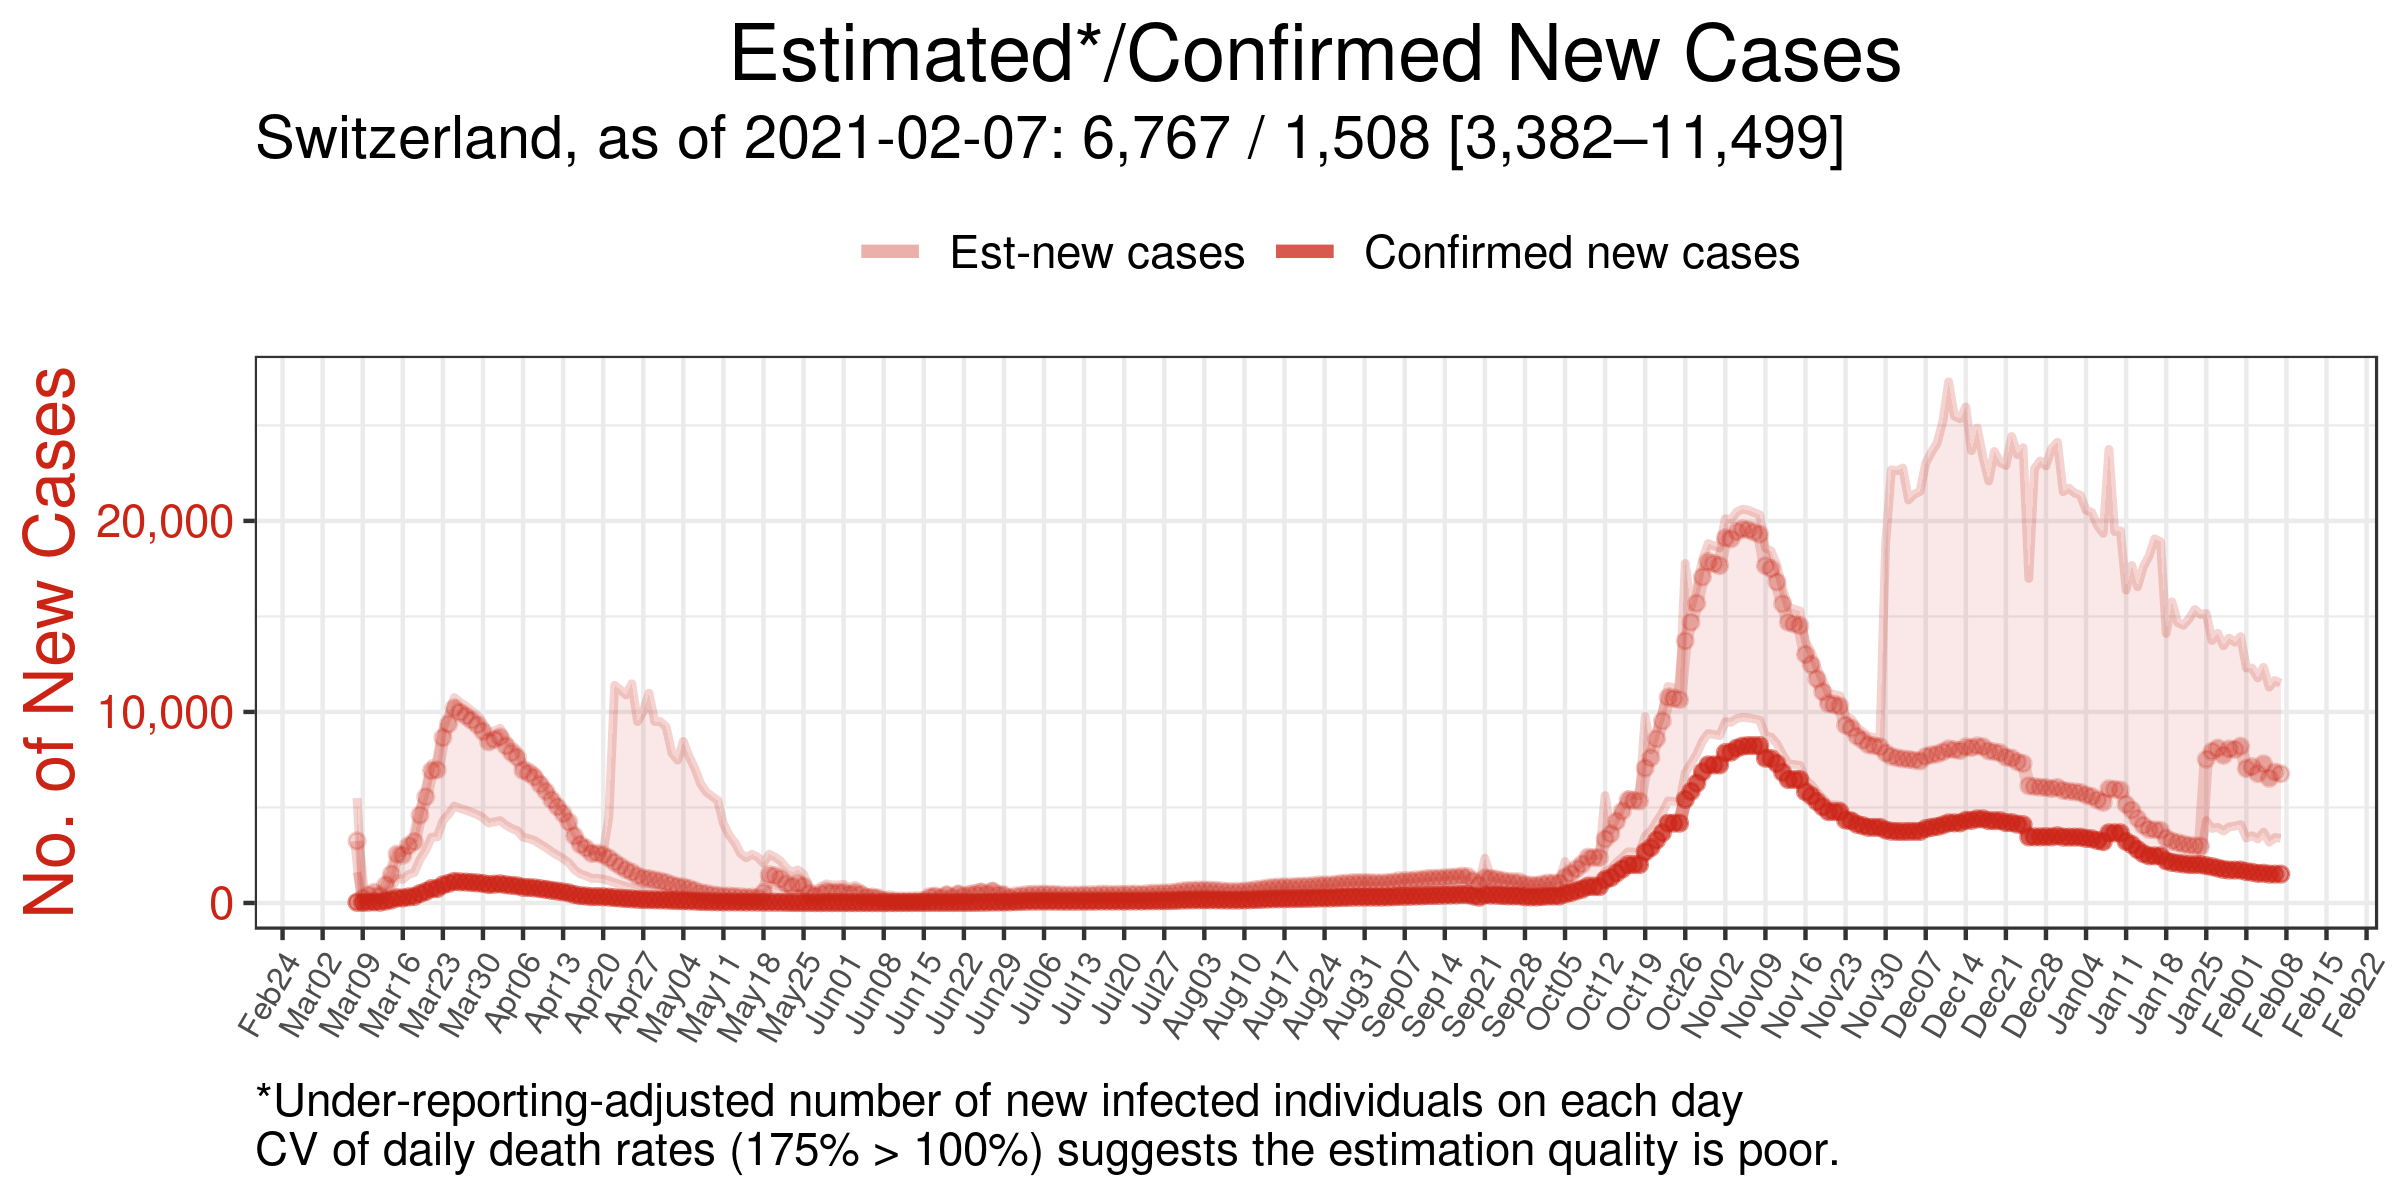 Estimated*/Confirmed New Cases
Switzerland, as of 2021-02-07: 6,767 / 1,508 [3,382–11,499]
Est-new cases Confirmed new cases
No. of New Cases
20,000
10,000
0
Feb24 Mar02 Mar09 Mar16 Mar23 Mar30 Apr06 Apr13 Apr20 Apr27 May04 May11 May18 May25 Jun01 Jun08 Jun15 Jun22 Jun29 Jul06 Jul13 Jul20 Jul27 Aug03 Aug10 Aug17 Aug24 Aug31 Sep07 Sep14 Sep21 Sep28 Oct05 Oct12 Oct19 Oct26 Nov02 Nov09 Nov16 Nov23 Nov30 Dec07 Dec14 Dec21 Dec28 Jan04 Jan11 Jan18 Jan25 Feb01 Feb08 Feb15 Feb22
*Under-reporting-adjusted number of new infected individuals on each day
CV of daily death rates (175% > 100%) suggests the estimation quality is poor.